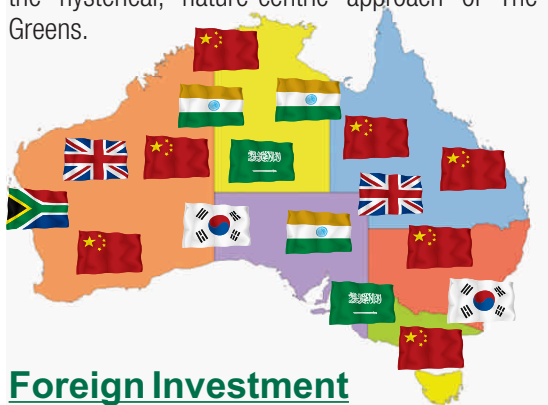 the hysterical, nature-centric approach of The
Greens.
Foreign Investment